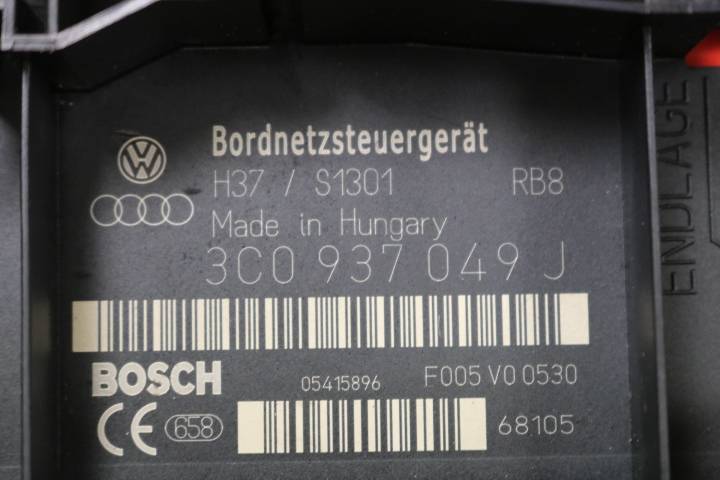 Bordnetzsteuergerät
H37 / S1301 RB8
Made in Hungary
3C0 937 049 J
BOSCH 05415896 F005 V0 0530
CE 658 68105
ENDLAGE